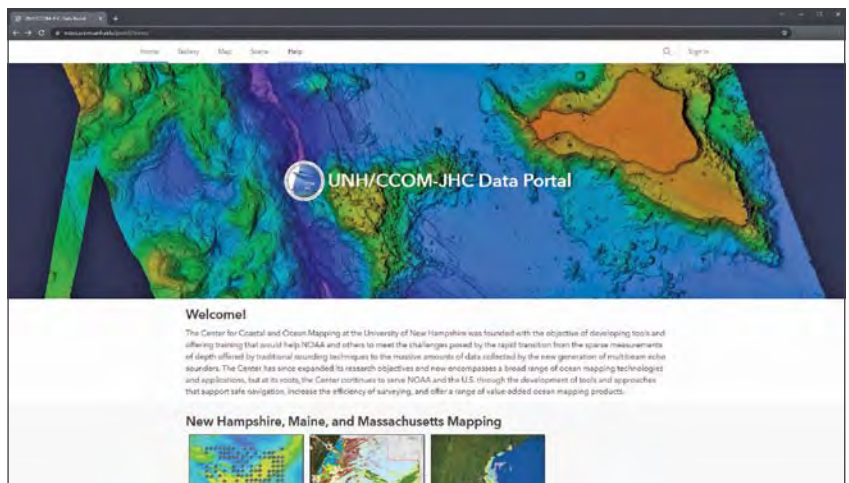 UNH/CCOM-JHC Data Portal
Home Gallery Map Scene Help Sign In
UNH/CCOM-JHC Data Portal
Welcome!
The Center for Coastal and Ocean Mapping at the University of New Hampshire was founded with the objective of developing tools and
offering training that would help NOAA and others to meet the challenges posed by the rapid transition from the sparse measurements
of depth offered by traditional sounding techniques to the massive amounts of data collected by the new generation of multibeam echo
sounders. The Center has since expanded its research objectives and now encompasses a broad range of ocean mapping technologies
and applications, but at its roots, the Center continues to serve NOAA and the U.S. through the development of tools and approaches
that support safe navigation, increase the efficiency of surveying, and offer a range of value-added ocean mapping products.
New Hampshire, Maine, and Massachusetts Mapping